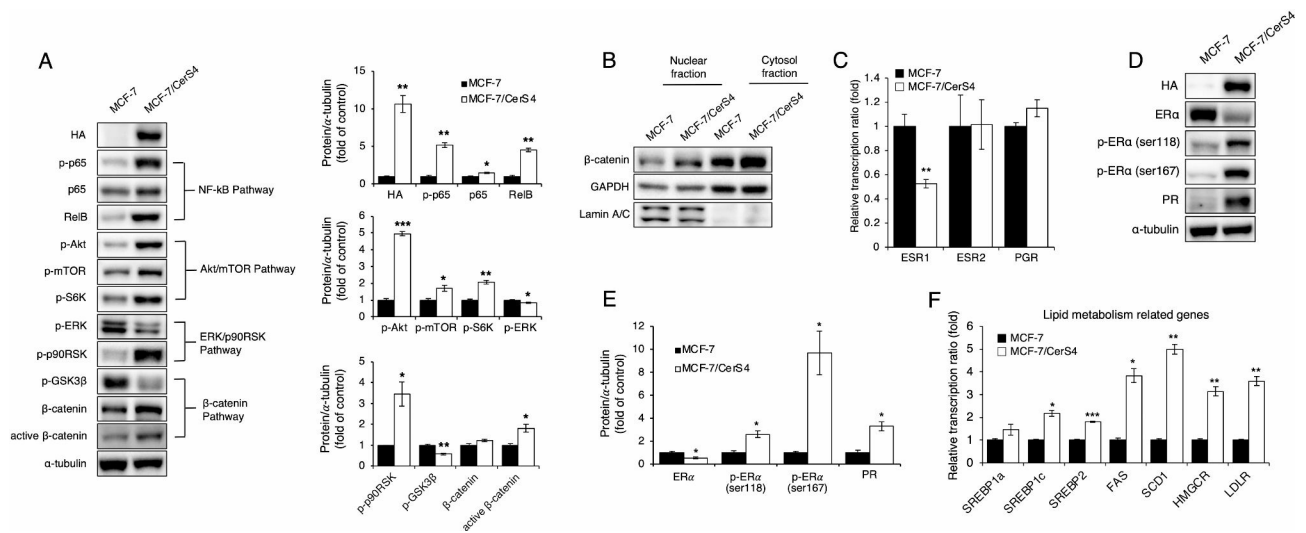 A
MCF-7
MCF-7/CerS4
HA
p-p65
p65
RelB
NF-kB Pathway
p-Akt
p-mTOR
p-S6K
Akt/mTOR Pathway
p-ERK
p-p90RSK
ERK/p90RSK
Pathway
p-GSK3β
β-catenin
active β-catenin
β-catenin
Pathway
α-tubulin
Protein/α-tubulin
(fold of control)
15
10
5
0
MCF-7
MCF-7/CerS4
**
**
*
**
HA
p-p65
p65
RelB
Protein/α-tubulin
(fold of control)
6
5
4
3
2
1
0
***
*
**
*
p-Akt
p-mTOR
p-S6K
p-ERK
Protein/α-tubulin
(fold of control)
5
4
3
2
1
0
*
**
*
p-p90RSK
p-GSK3β
β-catenin
active β-catenin
B
Nuclear
fraction
Cytosol
fraction
MCF-7
MCF-7/CerS4
MCF-7
MCF-7/CerS4
β-catenin
GAPDH
Lamin A/C
C
Relative transcription ratio (fold)
1.4
1.2
1
0.8
0.6
0.4
0.2
0
MCF-7
MCF-7/CerS4
**
ESR1
ESR2
PGR
D
MCF-7
MCF-7/CerS4
HA
ERα
p-ERα (ser118)
p-ERα (ser167)
PR
α-tubulin
E
Protein/α-tubulin
(fold of control)
12
10
8
6
4
2
0
MCF-7
MCF-7/CerS4
*
*
*
*
ERα
p-ERα
(ser118)
p-ERα
(ser167)
PR
F
Lipid metabolism related genes
Relative transcription ratio (fold)
6
5
4
3
2
1
0
MCF-7
MCF-7/CerS4
*
***
*
**
**
**
SREBP1a
SREBP1c
SREBP2
FAS
SCD1
HMGCR
LDLR